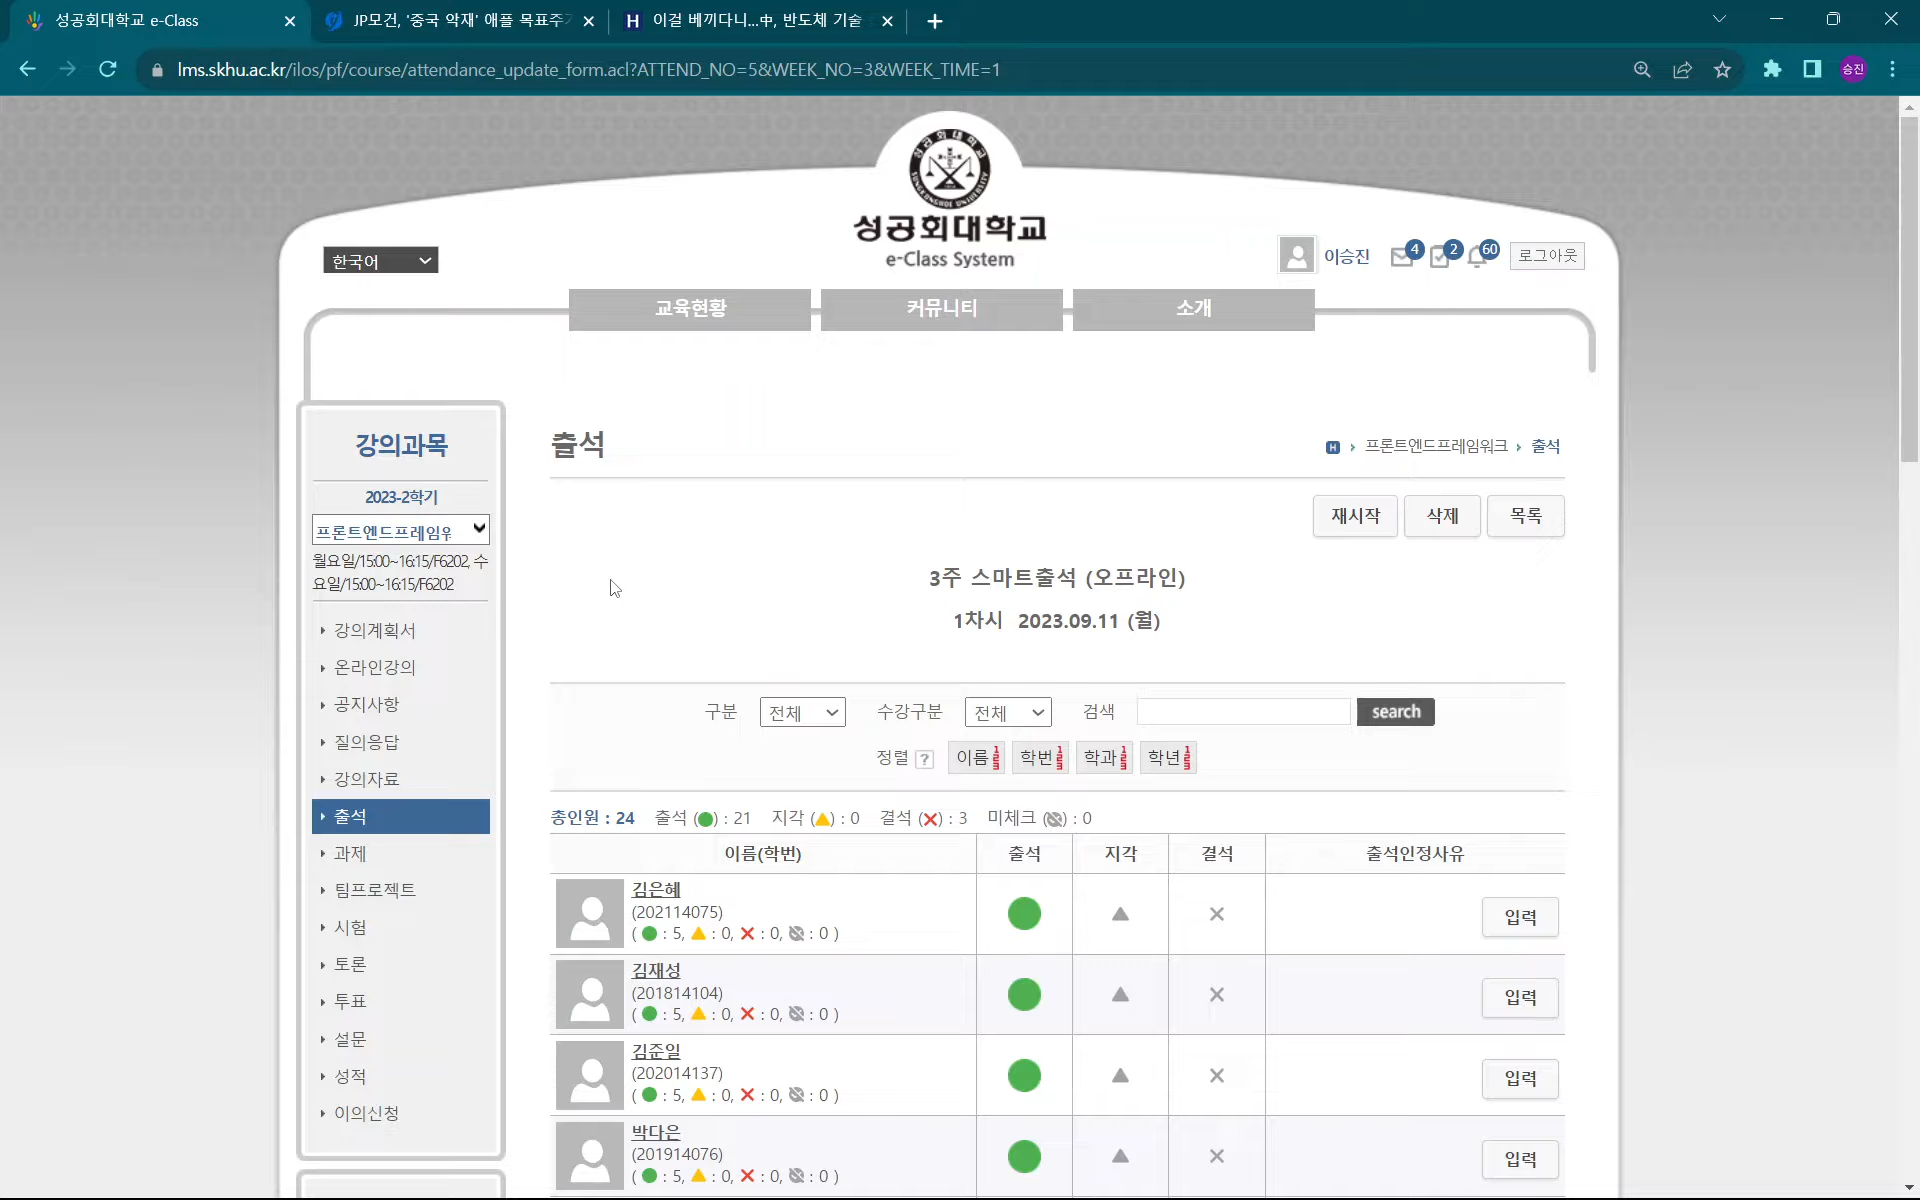 성공회대학교 e-Class
JP모건, '중국 악재' 애플 목표주
이걸 베끼다니...中, 반도체 기술
lms.skhu.ac.kr/ilos/pf/course/attendance_update_form.acl?ATTEND_NO=5&WEEK_NO=3&WEEK_TIME=1
승진
성공회대학교
e-Class System
한국어
이승진
4
2
60
로그아웃
교육현황
커뮤니티
소개
강의과목
2023-2학기
프론트엔드프레임우
월요일/15:00~16:15/F6202, 수
요일/15:00~16:15/F6202
강의계획서
온라인강의
공지사항
질의응답
강의자료
출석
과제
팀프로젝트
시험
토론
투표
설문
성적
이의신청
출석
H › 프론트엔드프레임워크 › 출석
재시작
삭제
목록
3주 스마트출석 (오프라인)
1차시 2023.09.11 (월)
구분 전체 수강구분 전체 검색 search
정렬 ? 이름 학번 학과 학년
총인원 : 24 출석 ( ) : 21 지각 ( ) : 0 결석 ( ) : 3 미체크 ( ) : 0
이름(학번) 출석 지각 결석 출석인정사유
김은혜
(202114075)
( : 5, : 0, : 0, : 0 )
입력
김재성
(201814104)
( : 5, : 0, : 0, : 0 )
입력
김준일
(202014137)
( : 5, : 0, : 0, : 0 )
입력
박다은
(201914076)
( : 5, : 0, : 0, : 0 )
입력